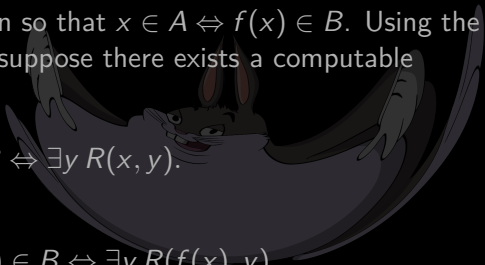 n so that x ∈ A ⇔ f(x) ∈ B. Using the
suppose there exists a computable
⇔ ∃y R(x, y).
∈ B ⇔ ∃y R(f(x), y)